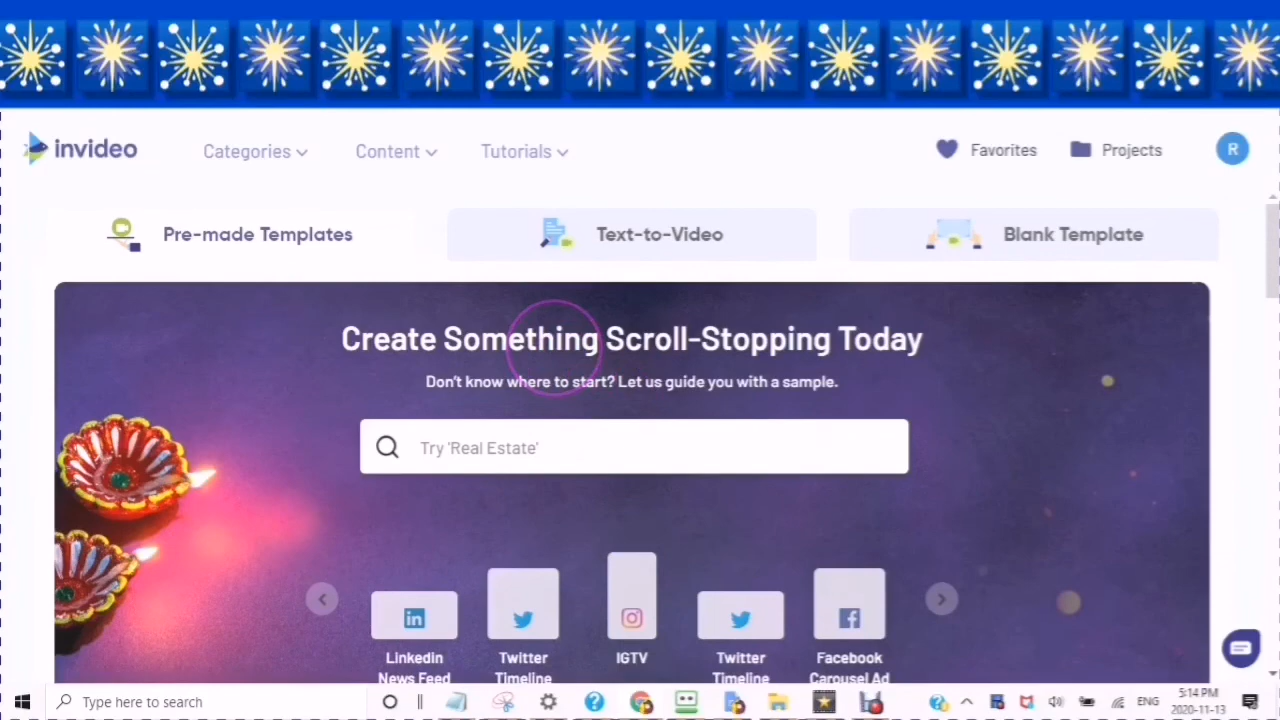 invideo
Categories
Content
Tutorials
Favorites
Projects
R
Pre-made Templates
Text-to-Video
Blank Template
Create Something Scroll-Stopping Today
Don't know where to start? Let us guide you with a sample.
Try 'Real Estate'
in
LinkedIn
News Feed
Twitter
Timeline
IGTV
Twitter
Timeline
Facebook
Carousel Ad
Type here to search
ENG
5:14 PM
2020-11-13